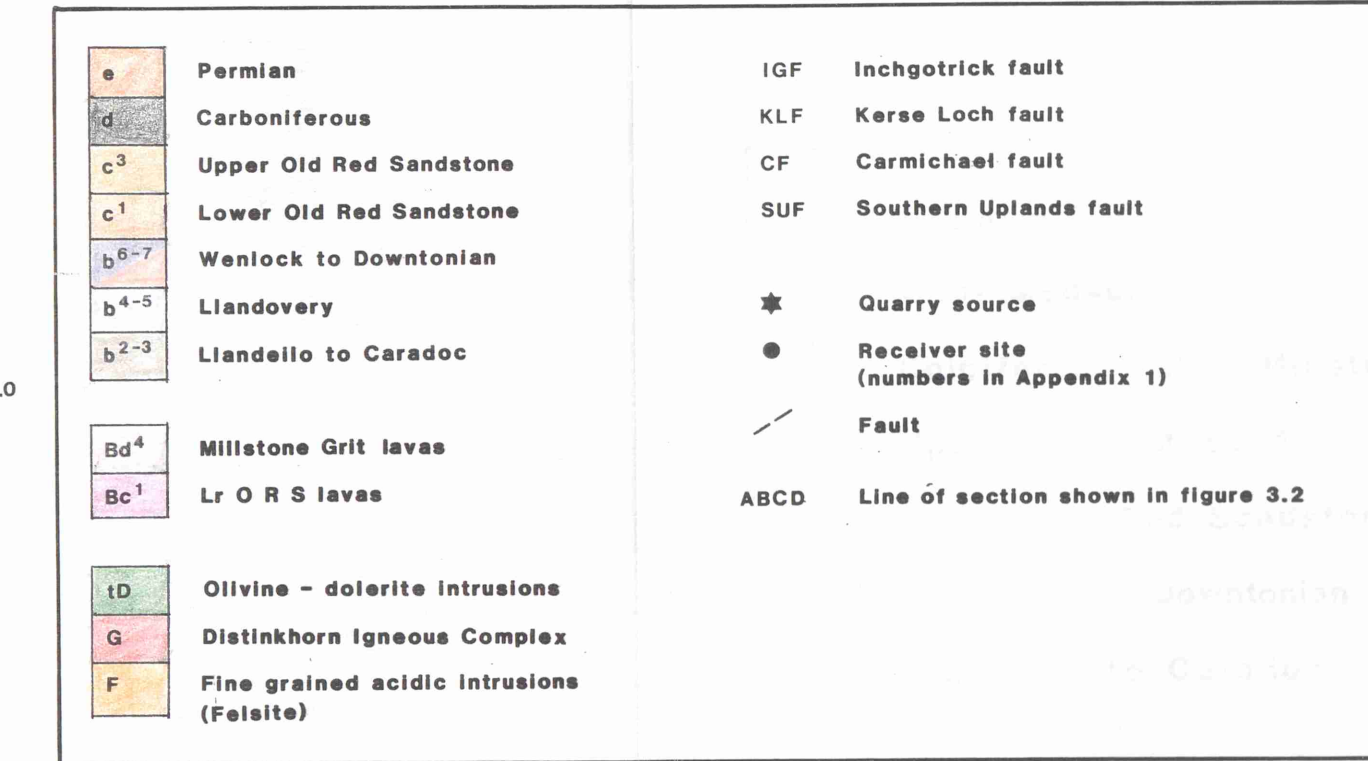 e Permian
d Carboniferous
c³ Upper Old Red Sandstone
c¹ Lower Old Red Sandstone
b⁶⁻⁷ Wenlock to Downtonian
b⁴⁻⁵ Llandovery
b²⁻³ Llandeilo to Caradoc
Bd⁴ Millstone Grit lavas
Bc¹ Lr O R S lavas
tD Olivine - dolerite intrusions
G Distinkhorn Igneous Complex
F Fine grained acidic intrusions
(Felsite)
IGF Inchgotrick fault
KLF Kerse Loch fault
CF Carmichael fault
SUF Southern Uplands fault
Quarry source
Receiver site
(numbers in Appendix 1)
Fault
ABCD Line of section shown in figure 3.2